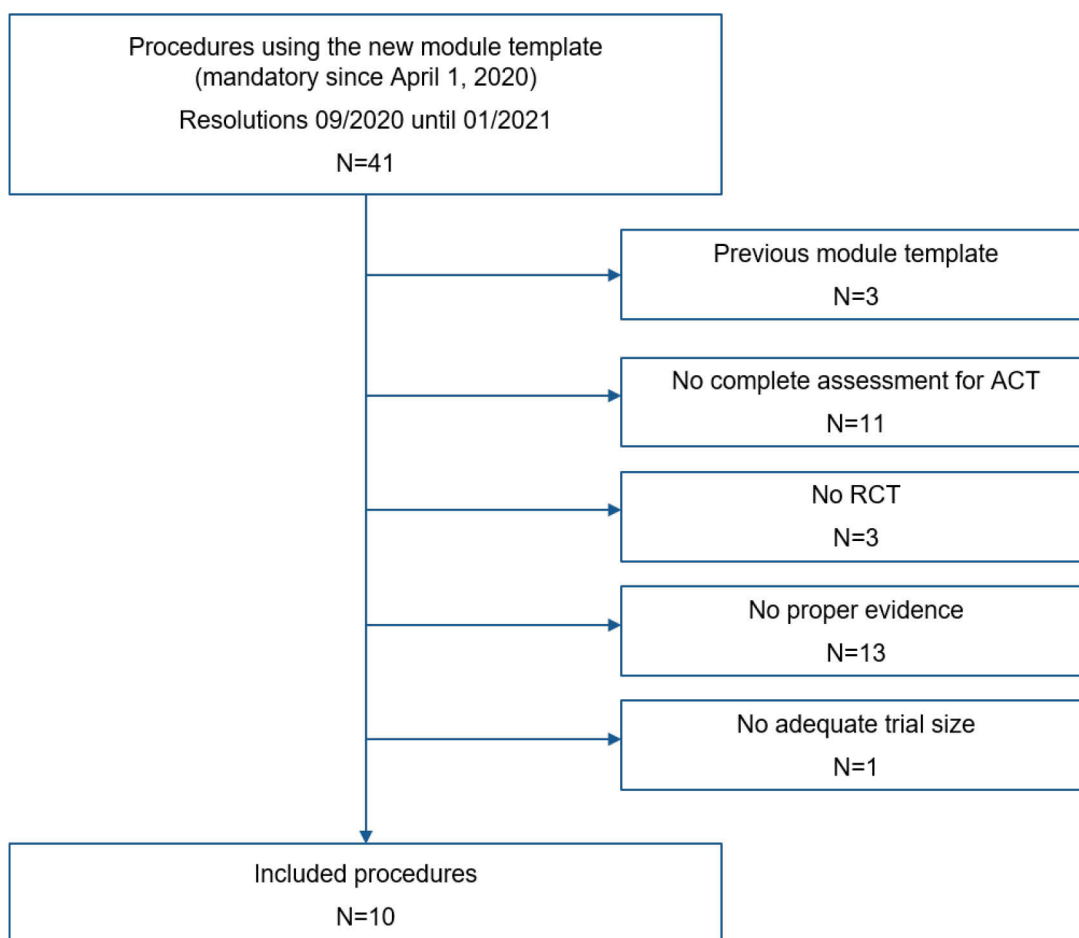 Procedures using the new module template
(mandatory since April 1, 2020)
Resolutions 09/2020 until 01/2021
N=41
Previous module template
N=3
No complete assessment for ACT
N=11
No RCT
N=3
No proper evidence
N=13
No adequate trial size
N=1
Included procedures
N=10